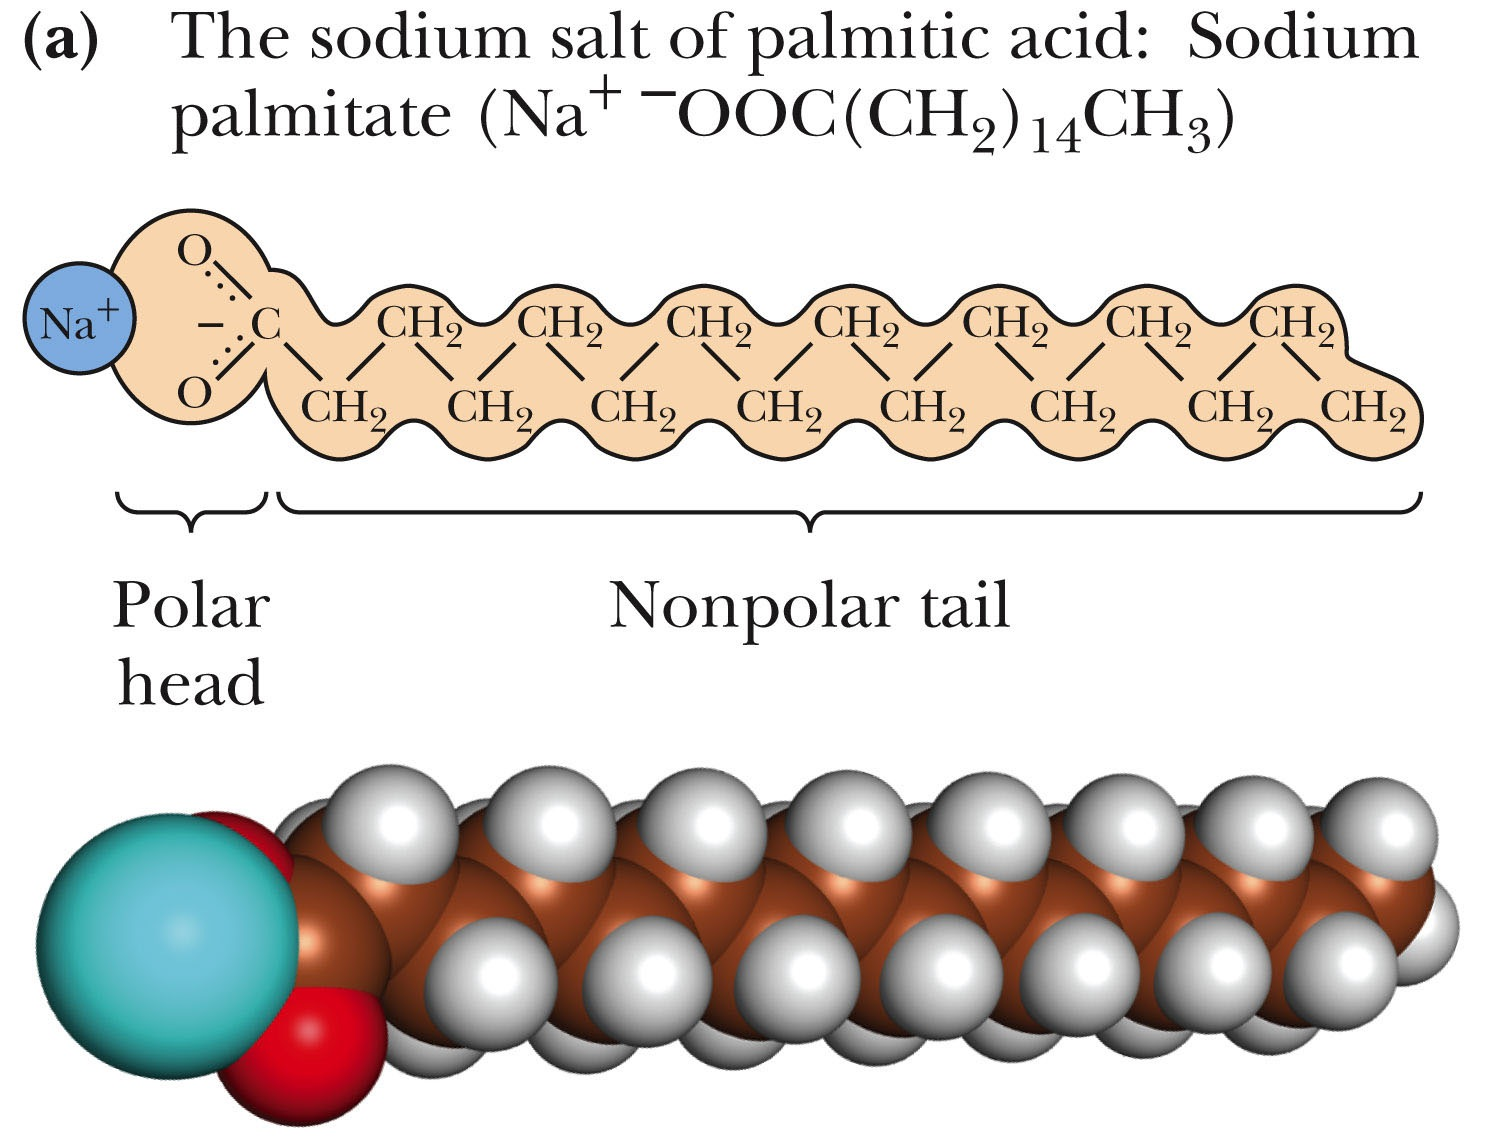 (a) The sodium salt of palmitic acid: Sodium
palmitate (Na⁺ ⁻OOC(CH₂)₁₄CH₃)
O
Na⁺ – C CH₂ CH₂ CH₂ CH₂ CH₂ CH₂ CH₂
O CH₂ CH₂ CH₂ CH₂ CH₂ CH₂ CH₂ CH₂
Polar
head
Nonpolar tail